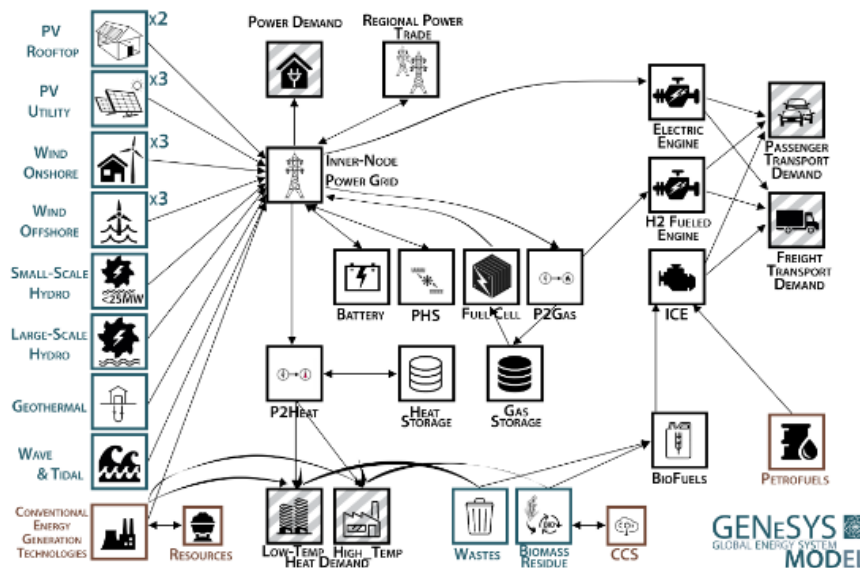 PV
ROOFTOP
X2
POWER DEMAND
REGIONAL POWER
TRADE
PV
UTILITY
X3
ELECTRIC
ENGINE
PASSENGER
TRANSPORT
DEMAND
WIND
ONSHORE
X3
INNER-NODE
POWER GRID
WIND
OFFSHORE
X3
H2 FUELED
ENGINE
FREIGHT
TRANSPORT
DEMAND
SMALL-SCALE
HYDRO
<25MW
BATTERY
PHS
FUEL CELL
P2GAS
ICE
LARGE-SCALE
HYDRO
GEOTHERMAL
P2HEAT
HEAT
STORAGE
GAS
STORAGE
WAVE
& TIDAL
BIOFUELS
PETROFUELS
CONVENTIONAL
ENERGY
GENERATION
TECHNOLOGIES
RESOURCES
LOW-TEMP
HIGH TEMP
HEAT DEMAND
WASTES
BIO
BIOMASS
RESIDUE
CCS
GENESYS
GLOBAL ENERGY SYSTEM
MODEL